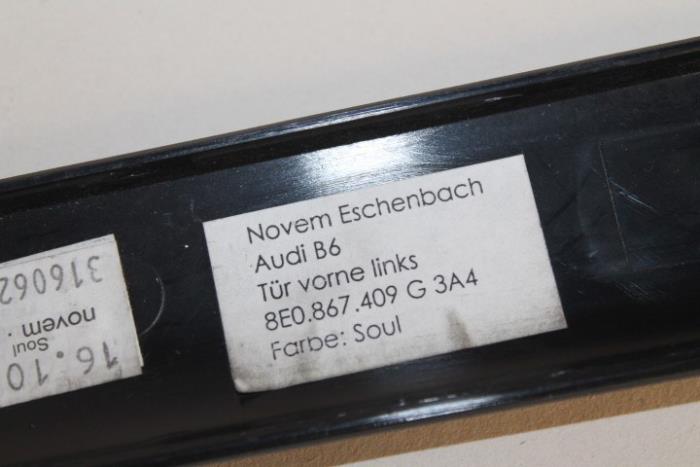 Novem Eschenbach
Audi B6
Tür vorne links
8E0.867.409 G 3A4
Farbe: Soul
16.10
Soul
novem .
316062